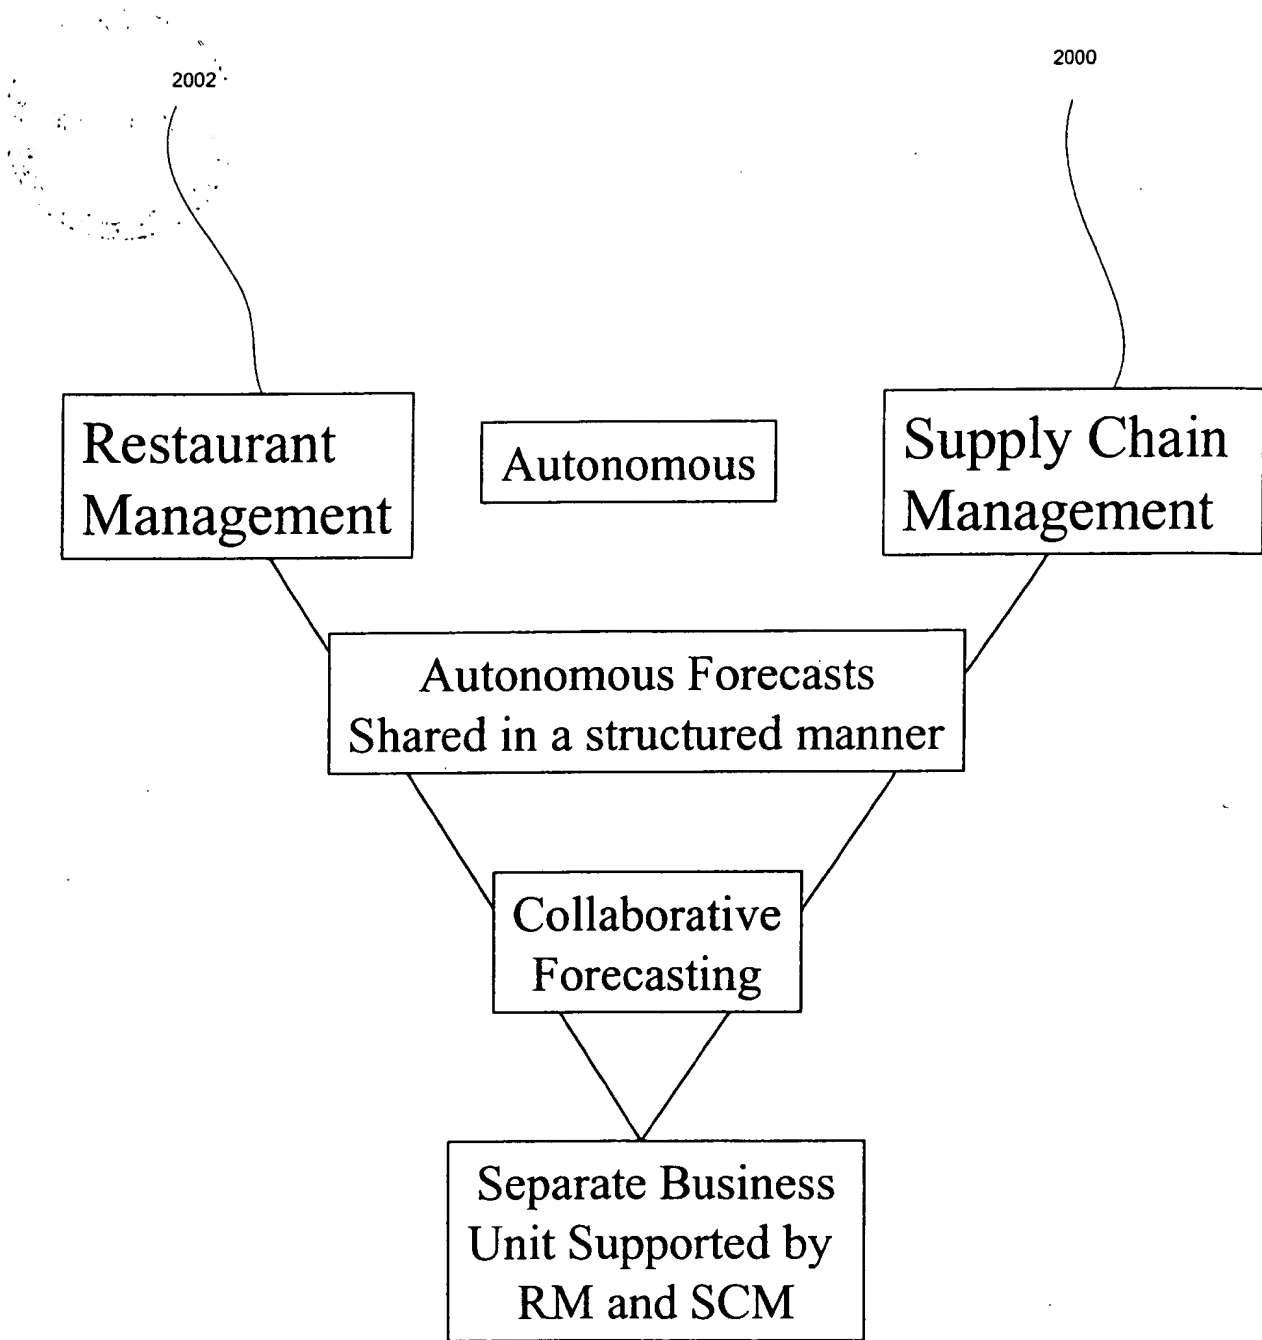 2002
2000
Restaurant
Management
Autonomous
Supply Chain
Management
Autonomous Forecasts
Shared in a structured manner
Collaborative
Forecasting
Separate Business
Unit Supported by
RM and SCM